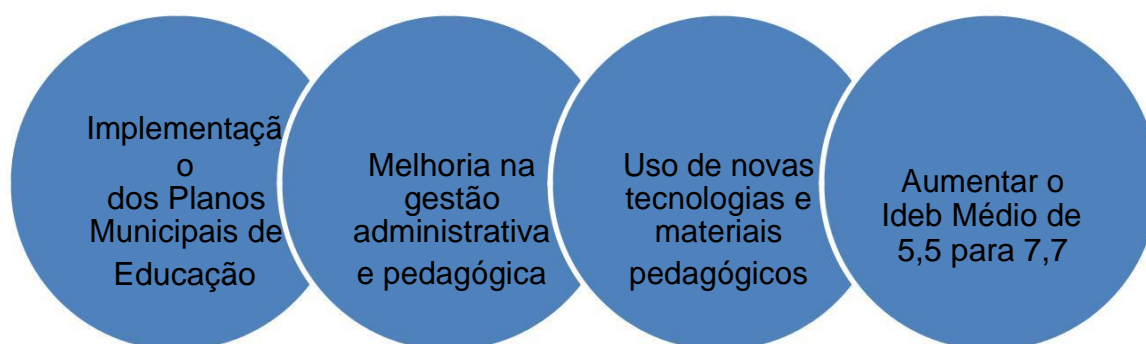 Implementaçã
o
dos Planos
Municipais de
Educação
Melhoria na
gestão
administrativa
e pedagógica
Uso de novas
tecnologias e
materiais
pedagógicos
Aumentar o
Ideb Médio de
5,5 para 7,7